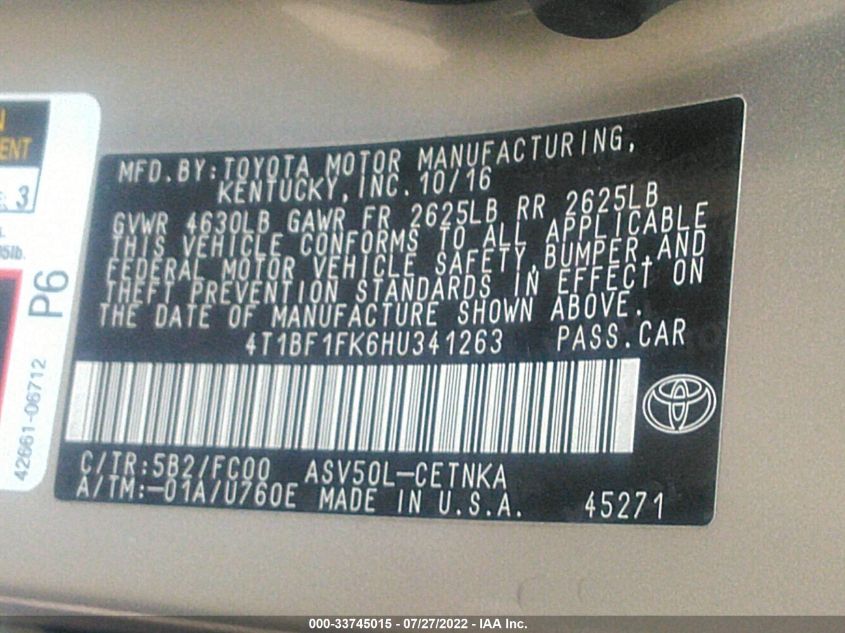 MFD.BY:TOYOTA MOTOR MANUFACTURING,
KENTUCKY,INC. 10/16
GVWR 4630LB GAWR FR 2625LB RR 2625LB
THIS VEHICLE CONFORMS TO ALL APPLICABLE
FEDERAL MOTOR VEHICLE SAFETY,BUMPER,AND
THEFT PREVENTION STANDARDS IN EFFECT ON
THE DATE OF MANUFACTURE SHOWN ABOVE.
4T1BF1FK6HU341263 PASS.CAR
C/TR:5B2/FC00 ASV50L-CETNKA
A/TM:-01A/U760E MADE IN U.S.A. 45271
3
P6
42661-06712
000-33745015 - 07/27/2022 - IAA Inc.